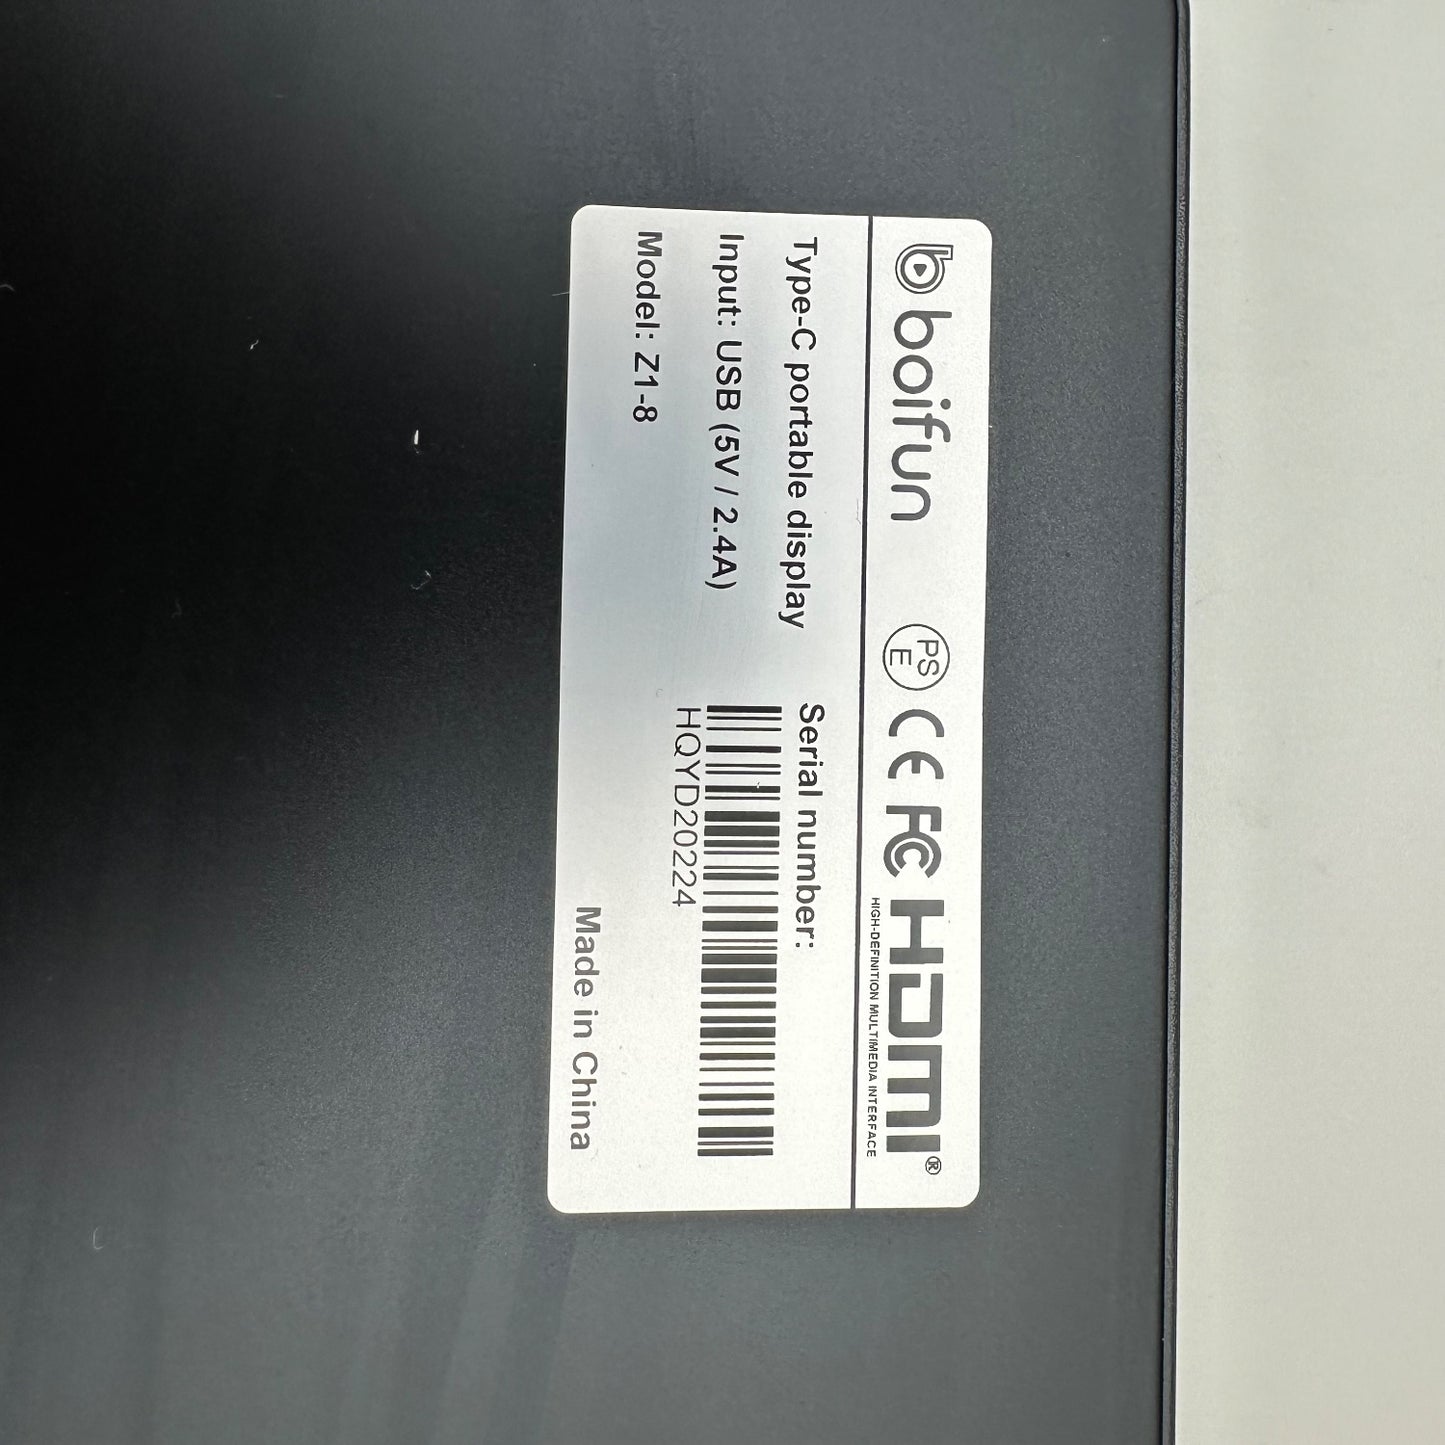 boifun PS E CE FC HDMI®
HIGH-DEFINITION MULTIMEDIA INTERFACE
Type-C portable display
Input: USB (5V / 2.4A)
Model: Z1-8
Serial number:
HQYD20224
Made in China